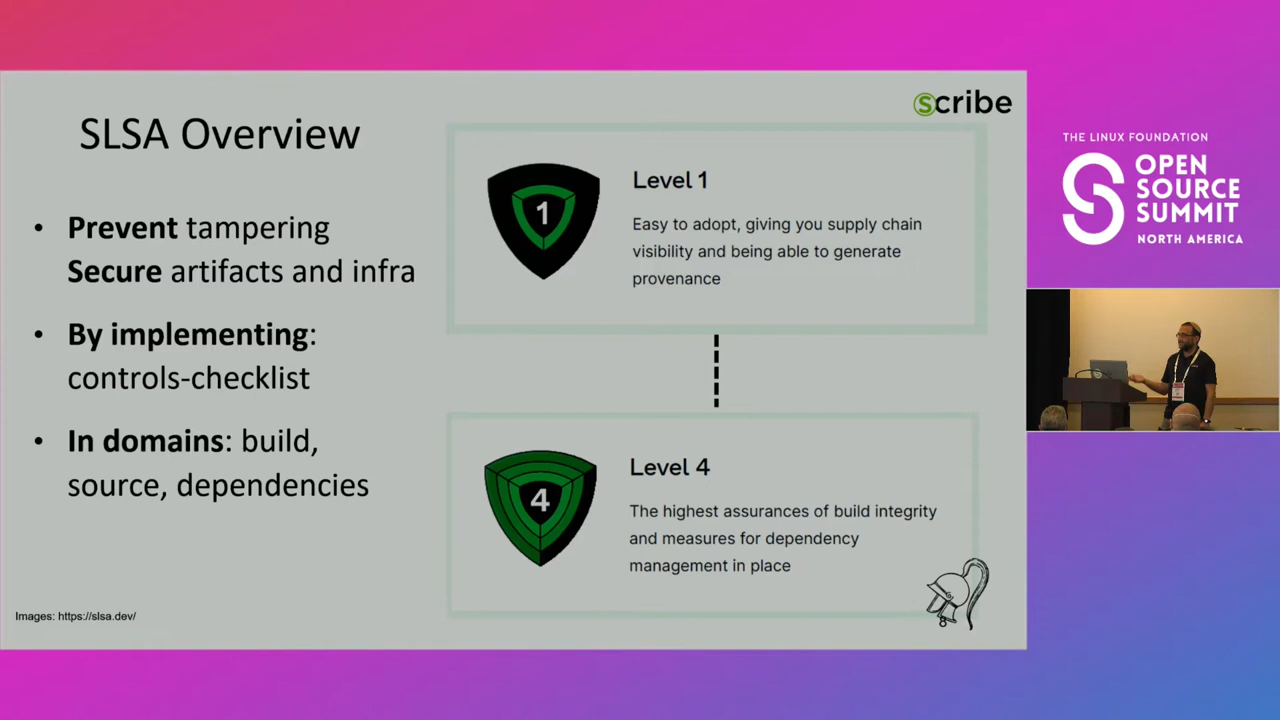 SLSA Overview
• Prevent tampering
Secure artifacts and infra
• By implementing:
controls-checklist
• In domains: build,
source, dependencies
Images: https://slsa.dev/
scribe
1
Level 1
Easy to adopt, giving you supply chain
visibility and being able to generate
provenance
4
Level 4
The highest assurances of build integrity
and measures for dependency
management in place
8
THE LINUX FOUNDATION
OPEN
SOURCE
SUMMIT
NORTH AMERICA